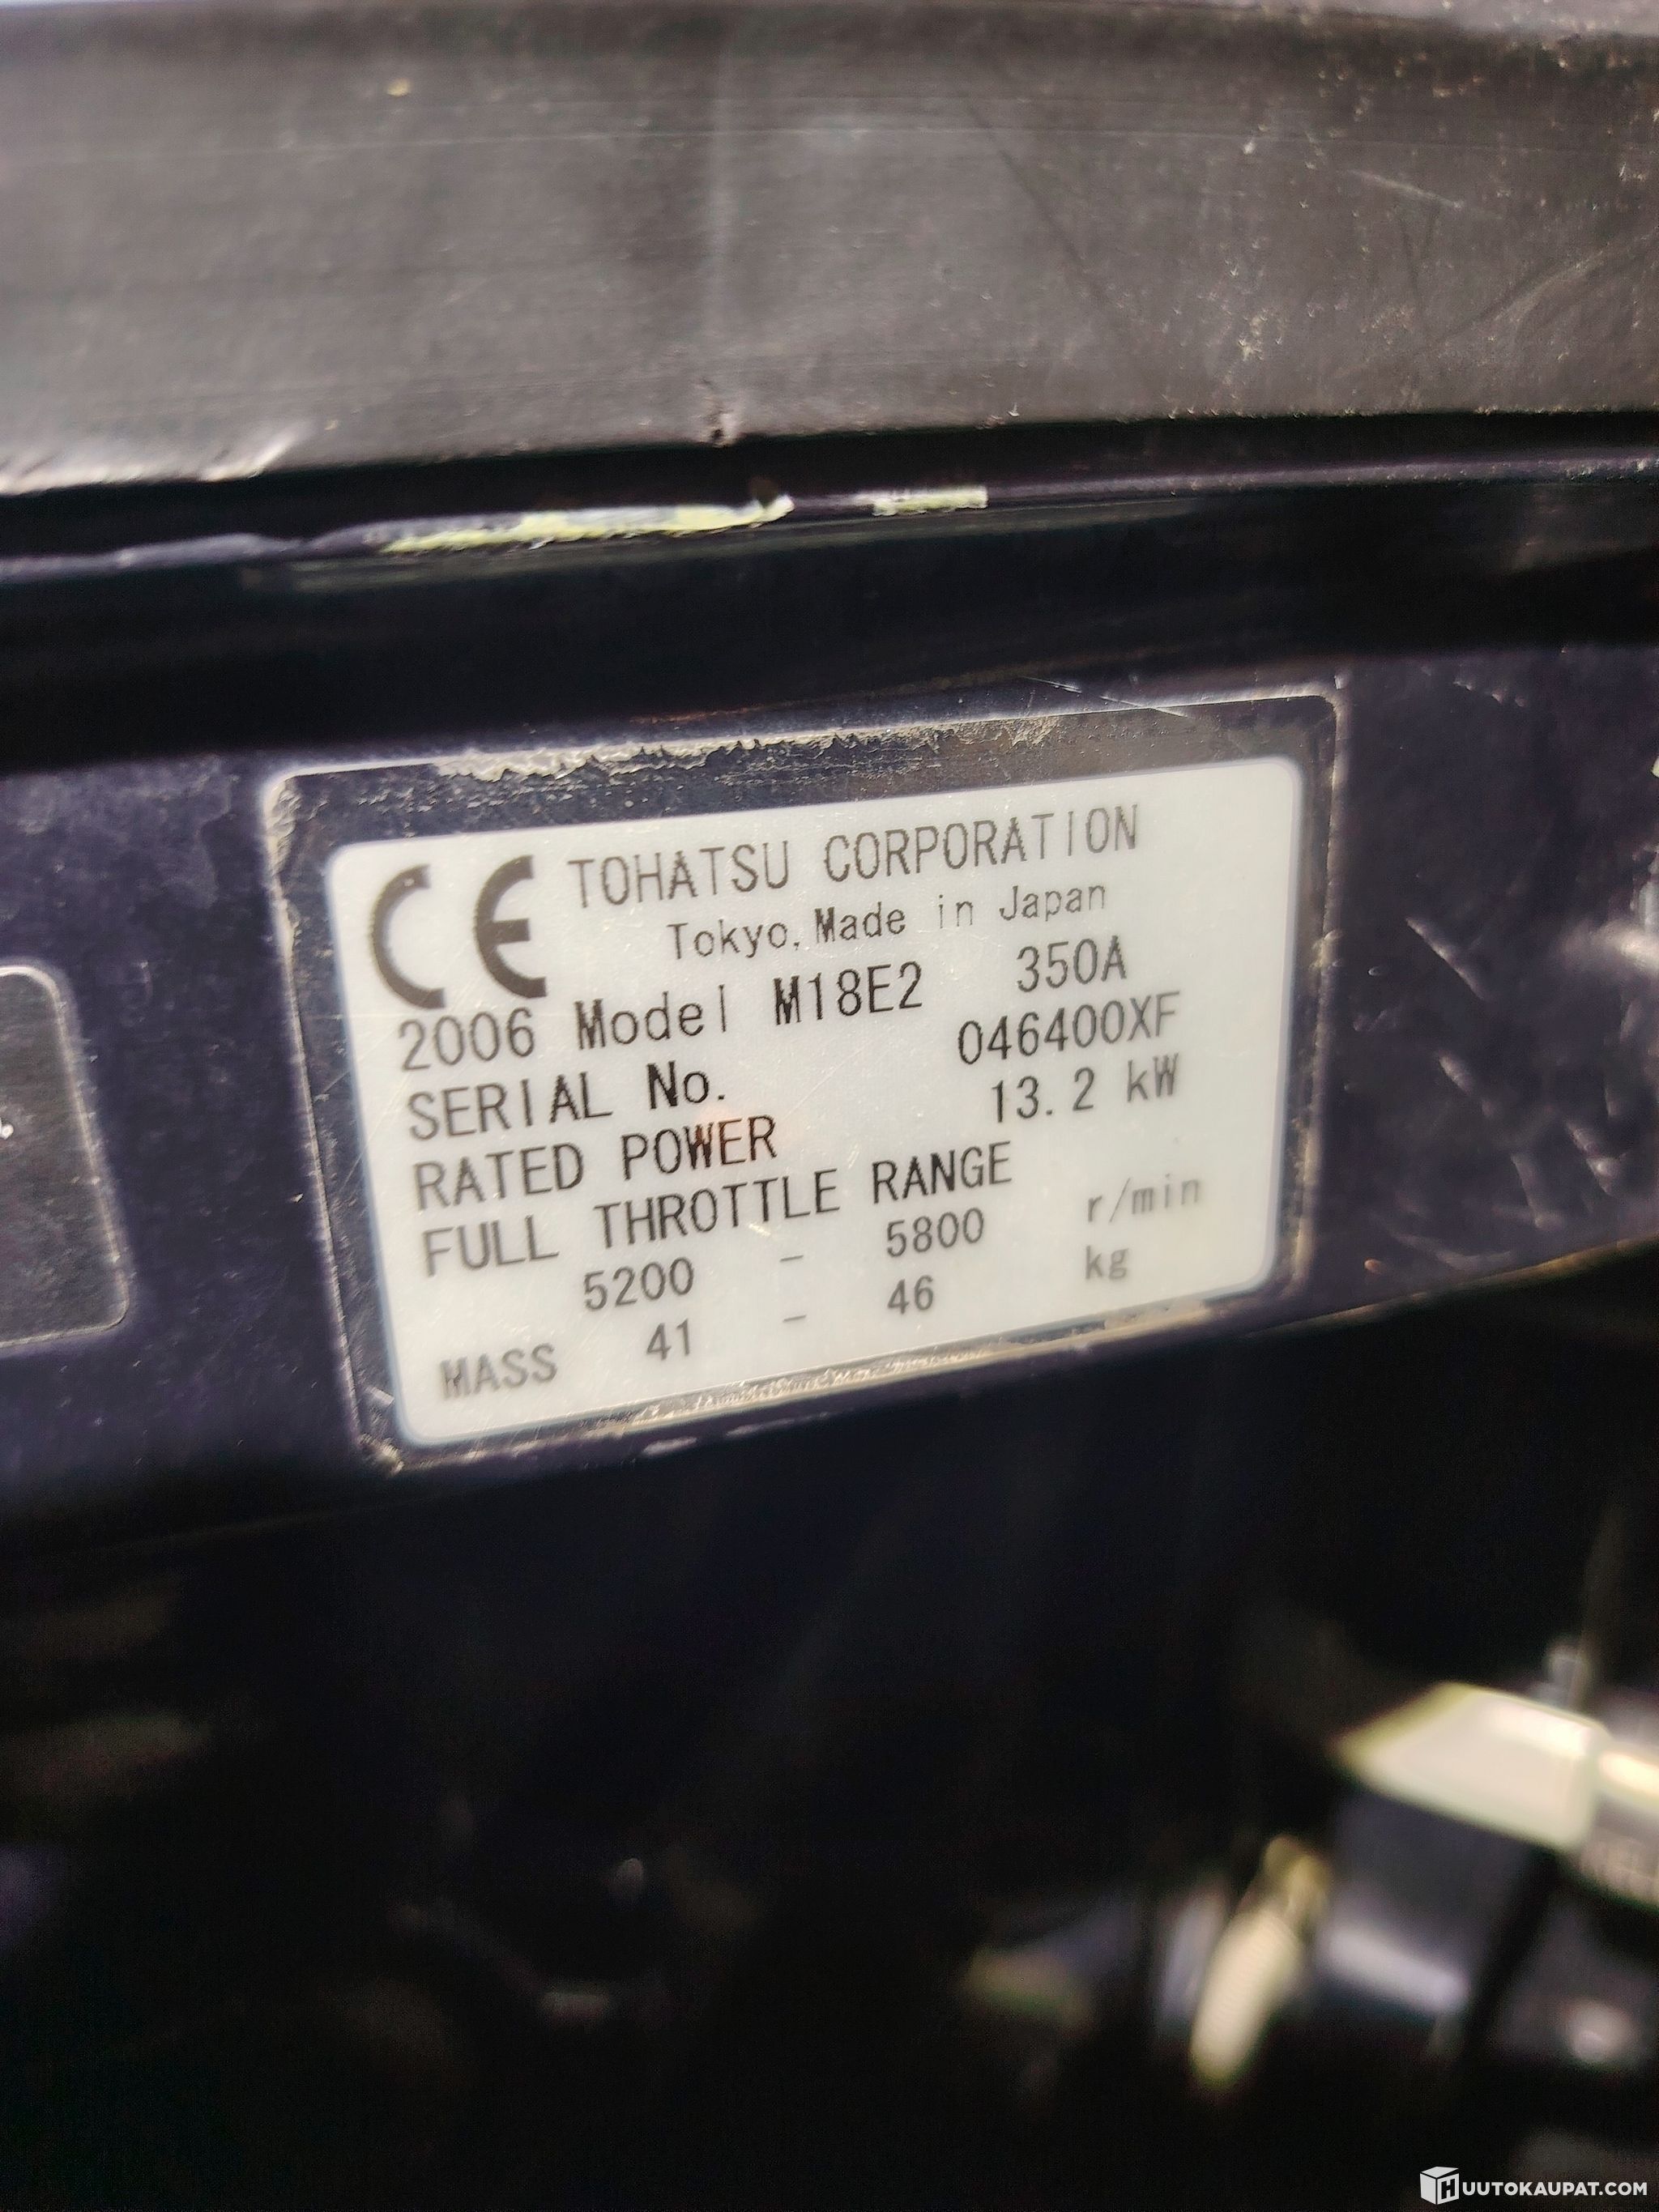 CE TOHATSU CORPORATION
Tokyo, Made in Japan
2006 Model M18E2 350A
SERIAL No. 046400XF
RATED POWER 13.2 kW
FULL THROTTLE RANGE
5200 - 5800 r/min
MASS 41 - 46 kg
HUUTOKAUPAT.COM